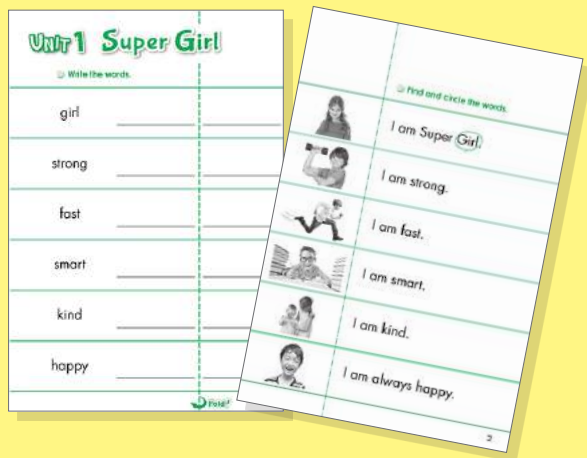 UNIT 1 Super Girl
Write the words.
girl
strong
fast
smart
kind
happy
Fold!
Find and circle the words.
I am Super Girl.
I am strong.
I am fast.
I am smart.
I am kind.
I am always happy.
2